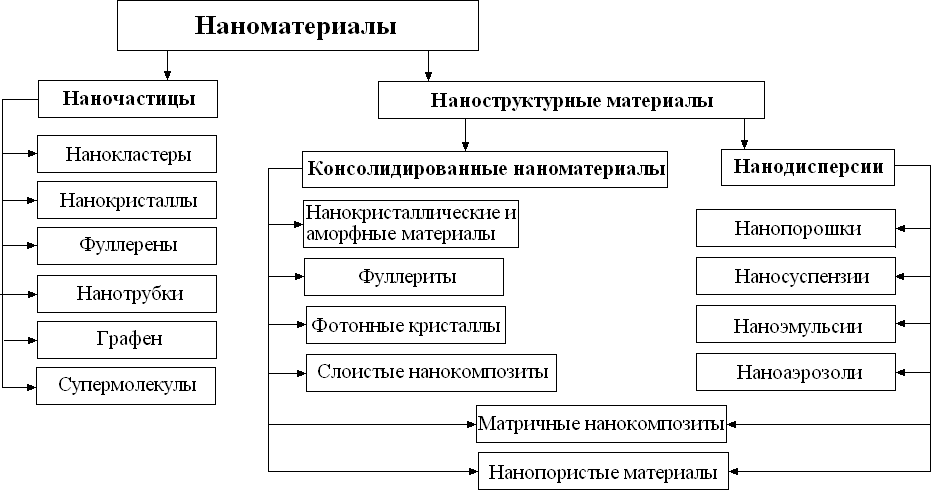 Наноматериалы
Наночастицы
Нанокластеры
Нанокристаллы
Фуллерены
Нанотрубки
Графен
Супермолекулы
Наноструктурные материалы
Консолидированные наноматериалы
Нанокристаллические и
аморфные материалы
Фуллериты
Фотонные кристаллы
Слоистые нанокомпозиты
Нанодисперсии
Нанопорошки
Наносуспензии
Наноэмульсии
Наноаэрозоли
Матричные нанокомпозиты
Нанопористые материалы